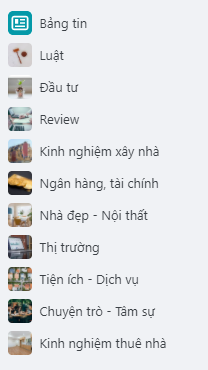 Bảng tin
Luật
Đầu tư
Review
Kinh nghiệm xây nhà
Ngân hàng, tài chính
Nhà đẹp - Nội thất
Thị trường
Tiện ích - Dịch vụ
Chuyện trò - Tâm sự
Kinh nghiệm thuê nhà